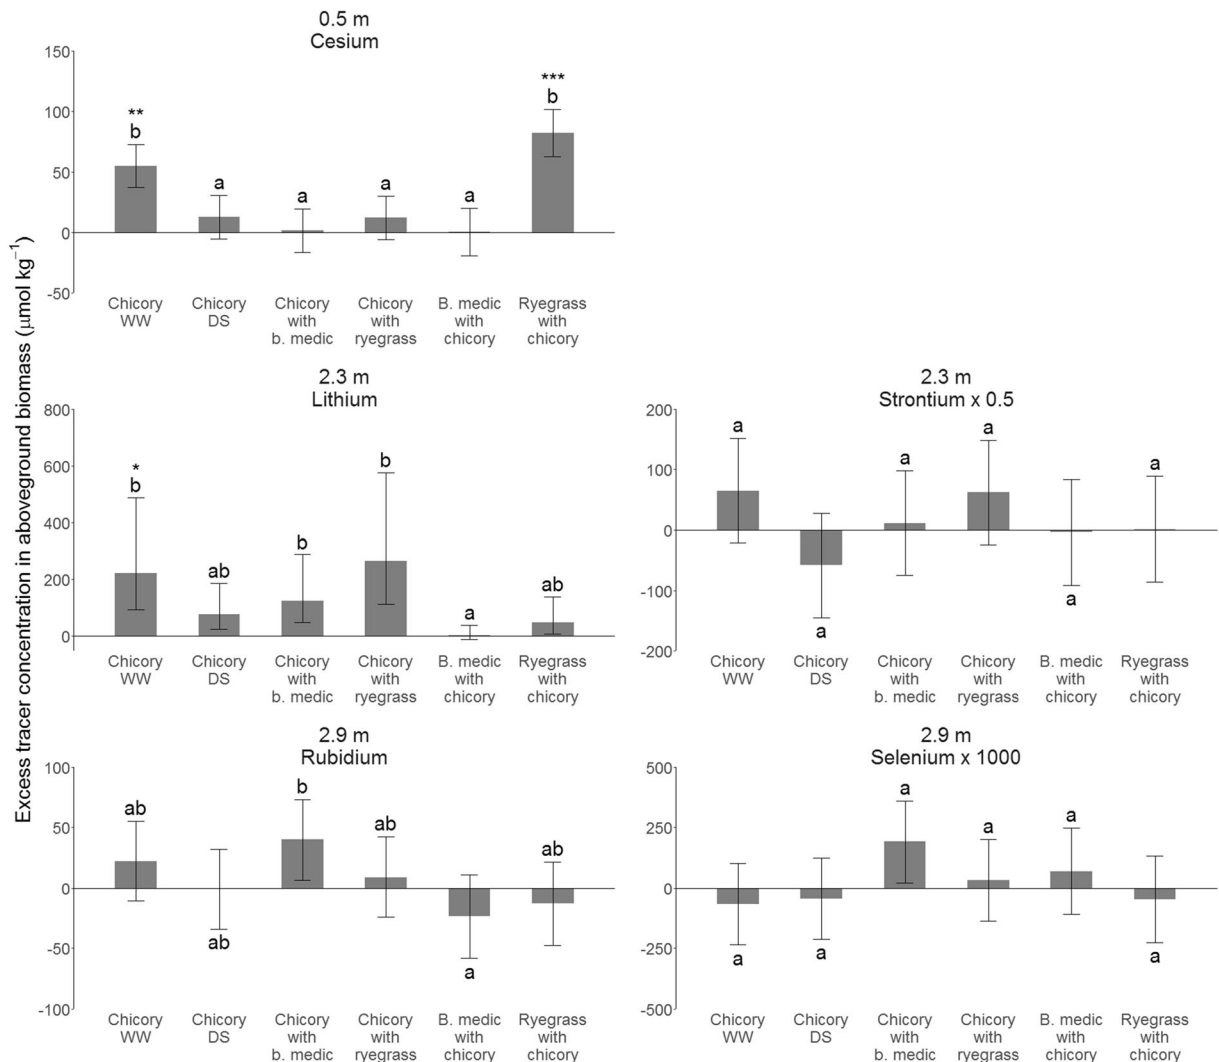 Excess tracer concentration in aboveground biomass (μmol kg⁻¹)
0.5 m
Cesium
150
100
50
0
-50
**
b
a
a
a
a
***
b
Chicory
WW
Chicory
DS
Chicory
with
b. medic
Chicory
with
ryegrass
B. medic
with
chicory
Ryegrass
with
chicory
2.3 m
Lithium
800
600
400
200
0
*
b
ab
b
b
a
ab
Chicory
WW
Chicory
DS
Chicory
with
b. medic
Chicory
with
ryegrass
B. medic
with
chicory
Ryegrass
with
chicory
2.3 m
Strontium x 0.5
200
100
0
-100
-200
a
a
a
a
a
a
Chicory
WW
Chicory
DS
Chicory
with
b. medic
Chicory
with
ryegrass
B. medic
with
chicory
Ryegrass
with
chicory
2.9 m
Rubidium
100
50
0
-50
-100
ab
ab
b
ab
a
ab
Chicory
WW
Chicory
DS
Chicory
with
b. medic
Chicory
with
ryegrass
B. medic
with
chicory
Ryegrass
with
chicory
2.9 m
Selenium x 1000
500
250
0
-250
-500
a
a
a
a
a
a
Chicory
WW
Chicory
DS
Chicory
with
b. medic
Chicory
with
ryegrass
B. medic
with
chicory
Ryegrass
with
chicory